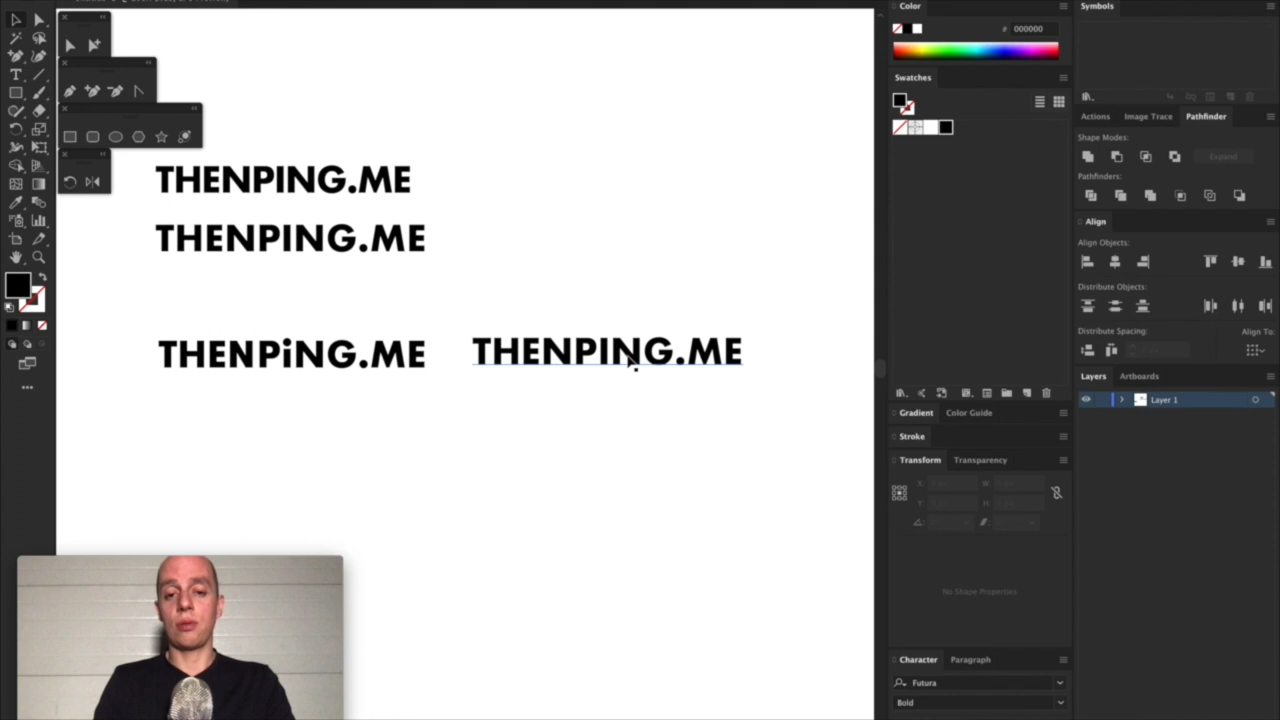 Color
# 000000
Swatches
Symbols
Actions Image Trace Pathfinder
Shape Modes:
Expand
Pathfinders:
Align
Align Objects:
Distribute Objects:
Distribute Spacing: Align To:
Layers Artboards
Layer 1
Gradient Color Guide
Stroke
Transform Transparency
X: W:
Y: H:
No Shape Properties
Character Paragraph
Futura
Bold
THENPING.ME
THENPING.ME
THENPiNG.ME THENPING.ME